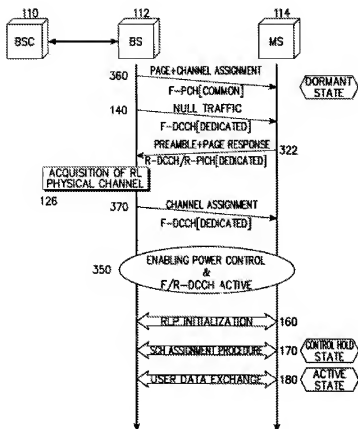 110 112 114
BSC BS MS
360 PAGE+CHANNEL ASSIGNMENT
F-PCH[COMMON]
DORMANT
STATE
140 NULL TRAFFIC
F-DCCH[DEDICATED]
PREAMBLE+PAGE RESPONSE 322
R-DCCH/R-PICH[DEDICATED]
ACQUISITION OF RL
PHYSICAL CHANNEL
126
370 CHANNEL ASSIGNMENT
F-DCCH[DEDICATED]
350 ENABLING POWER CONTROL
&
F/R-DCCH ACTIVE
RLP INITIALIZATION 160
SCH ASSIGNMENT PROCEDURE 170 CONTROL HOLD
STATE
USER DATA EXCHANGE 180 ACTIVE
STATE